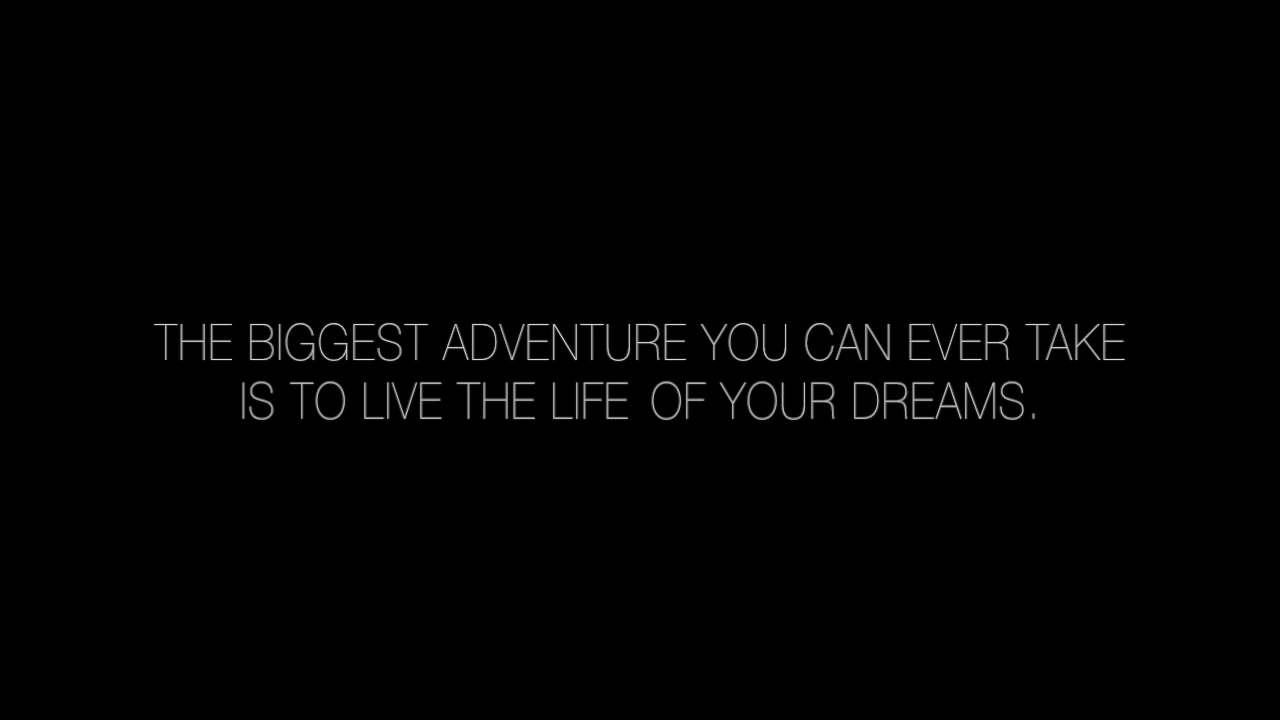 THE BIGGEST ADVENTURE YOU CAN EVER TAKE
IS TO LIVE THE LIFE OF YOUR DREAMS.